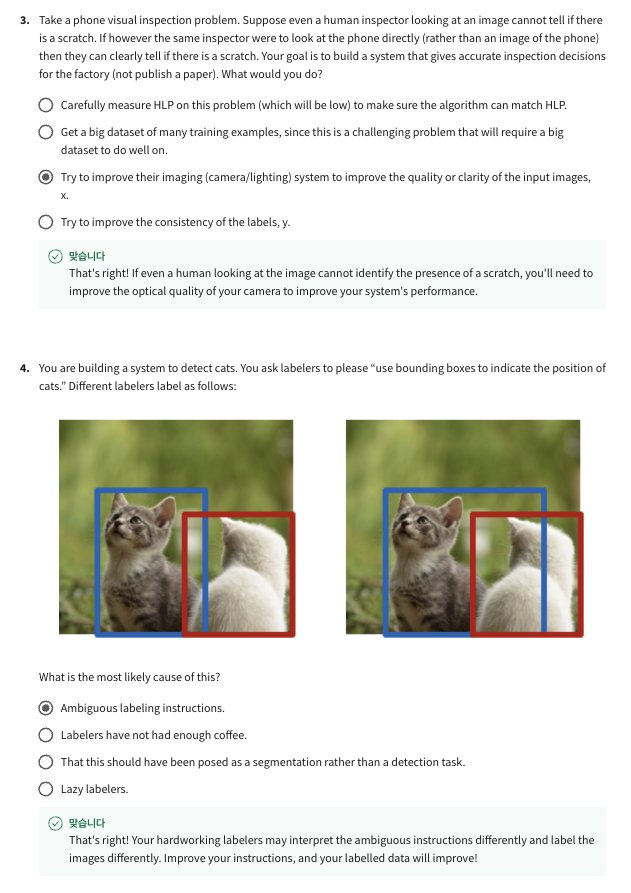 3. Take a phone visual inspection problem. Suppose even a human inspector looking at an image cannot tell if there
is a scratch. If however the same inspector were to look at the phone directly (rather than an image of the phone)
then they can clearly tell if there is a scratch. Your goal is to build a system that gives accurate inspection decisions
for the factory (not publish a paper). What would you do?
Carefully measure HLP on this problem (which will be low) to make sure the algorithm can match HLP.
Get a big dataset of many training examples, since this is a challenging problem that will require a big
dataset to do well on.
Try to improve their imaging (camera/lighting) system to improve the quality or clarity of the input images,
x.
Try to improve the consistency of the labels, y.
맞습니다
That's right! If even a human looking at the image cannot identify the presence of a scratch, you'll need to
improve the optical quality of your camera to improve your system's performance.
4. You are building a system to detect cats. You ask labelers to please “use bounding boxes to indicate the position of
cats.” Different labelers label as follows:
What is the most likely cause of this?
Ambiguous labeling instructions.
Labelers have not had enough coffee.
That this should have been posed as a segmentation rather than a detection task.
Lazy labelers.
맞습니다
That's right! Your hardworking labelers may interpret the ambiguous instructions differently and label the
images differently. Improve your instructions, and your labelled data will improve!